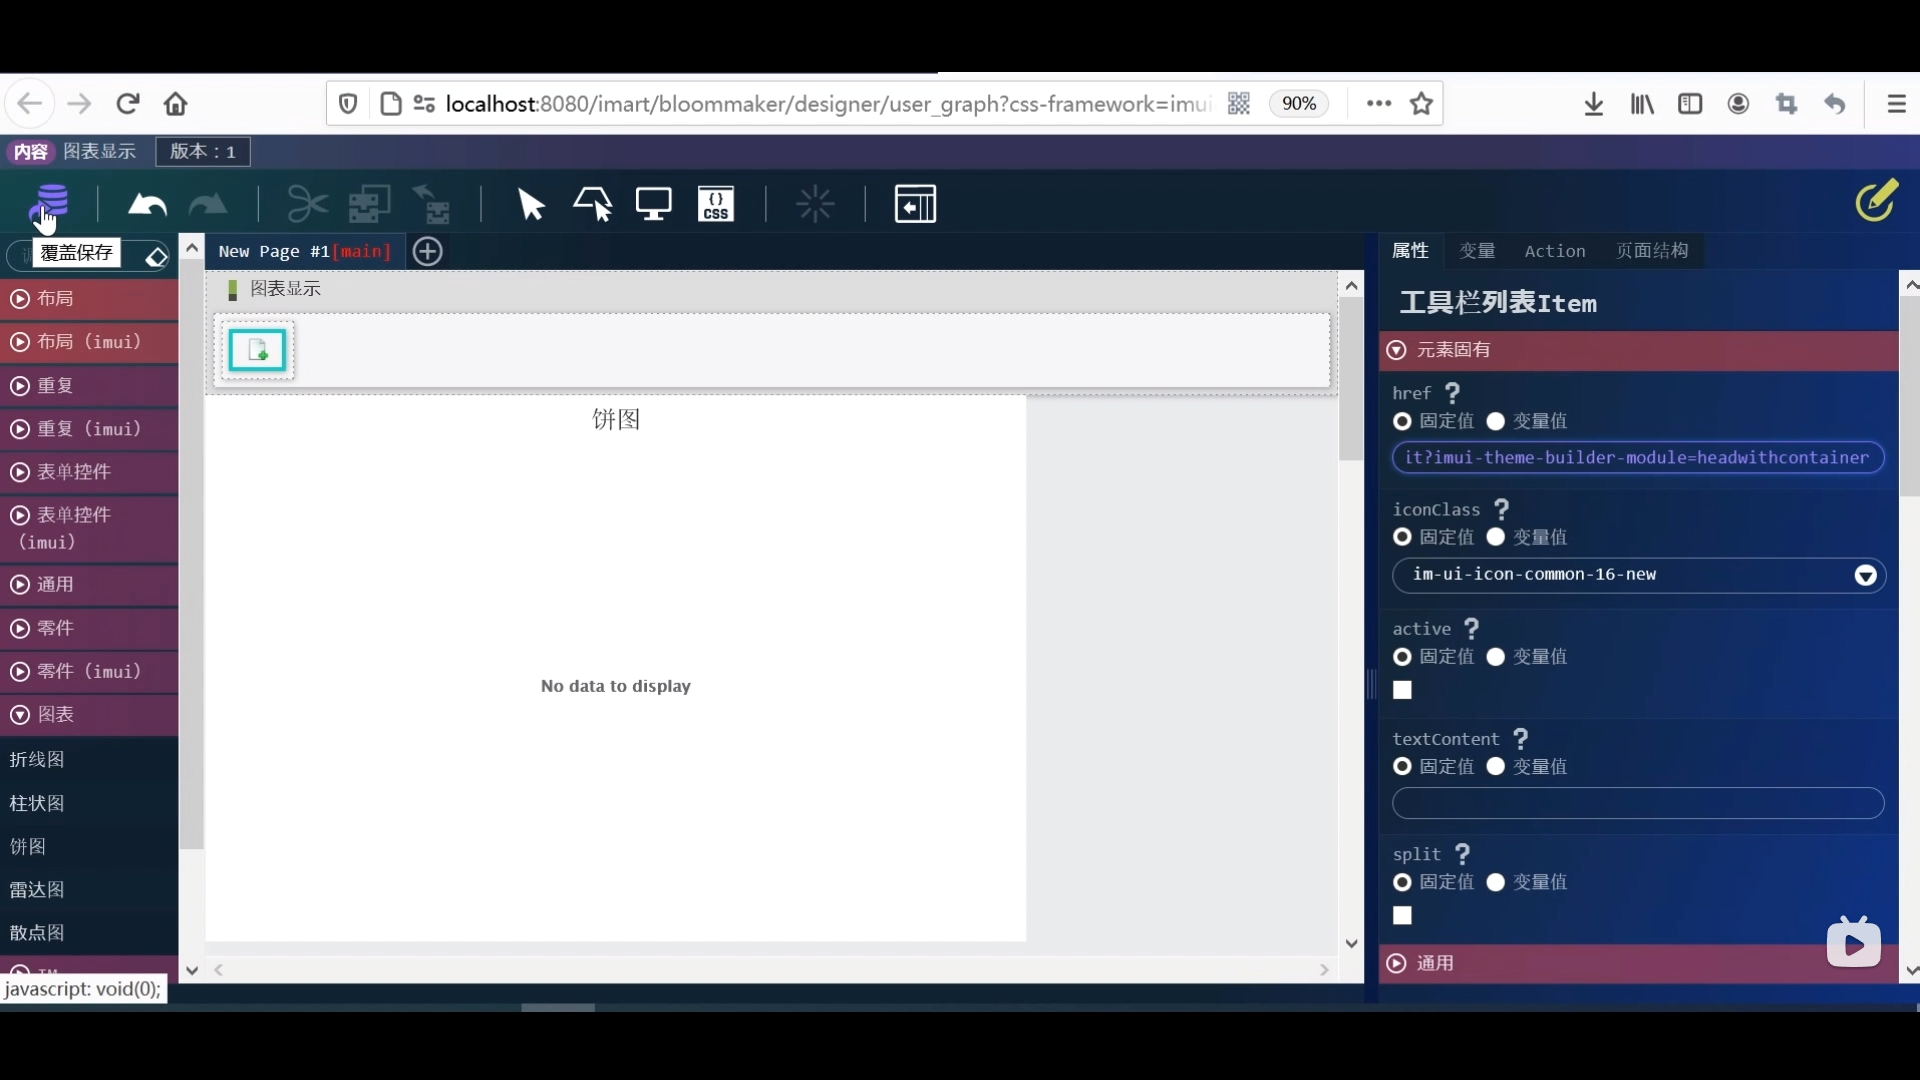 localhost:8080/imart/bloommaker/designer/user_graph?css-framework=imui
90%
内容 图表显示 版本：1
{} CSS
覆盖保存
New Page #1[main]
属性 变量 Action 页面结构
布局
布局（imui）
重复
重复（imui）
表单控件
表单控件
（imui）
通用
零件
零件（imui）
图表
折线图
柱状图
饼图
雷达图
散点图
javascript: void(0);
图表显示
饼图
No data to display
工具栏列表Item
元素固有
href ?
固定值 变量值
it?imui-theme-builder-module=headwithcontainer
iconClass ?
固定值 变量值
im-ui-icon-common-16-new
active ?
固定值 变量值
textContent ?
固定值 变量值
split ?
固定值 变量值
通用